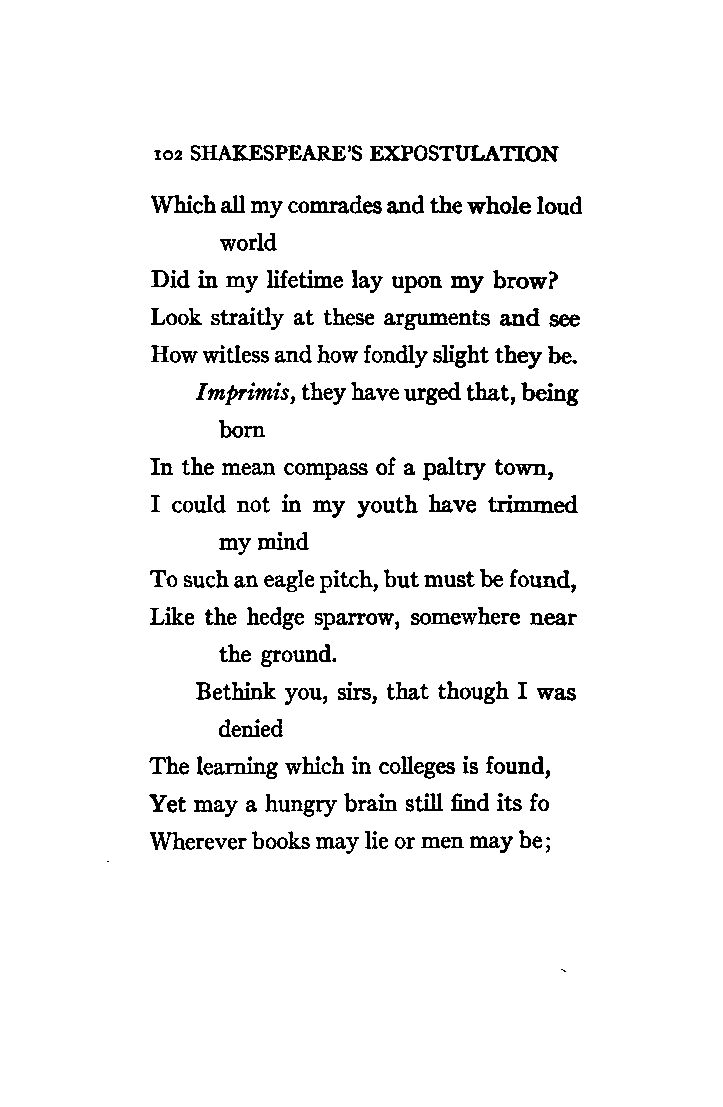 102 SHAKESPEARE'S EXPOSTULATION
Which all my comrades and the whole loud
world
Did in my lifetime lay upon my brow?
Look straitly at these arguments and see
How witless and how fondly slight they be.
Imprimis, they have urged that, being
born
In the mean compass of a paltry town,
I could not in my youth have trimmed
my mind
To such an eagle pitch, but must be found,
Like the hedge sparrow, somewhere near
the ground.
Bethink you, sirs, that though I was
denied
The learning which in colleges is found,
Yet may a hungry brain still find its fo
Wherever books may lie or men may be;